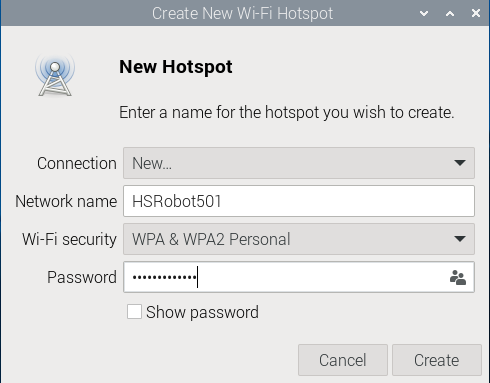 Create New Wi-Fi Hotspot
New Hotspot
Enter a name for the hotspot you wish to create.
Connection New...
Network name HSRobot501
Wi-Fi security WPA & WPA2 Personal
Password •••••••••••••
Show password
Cancel Create